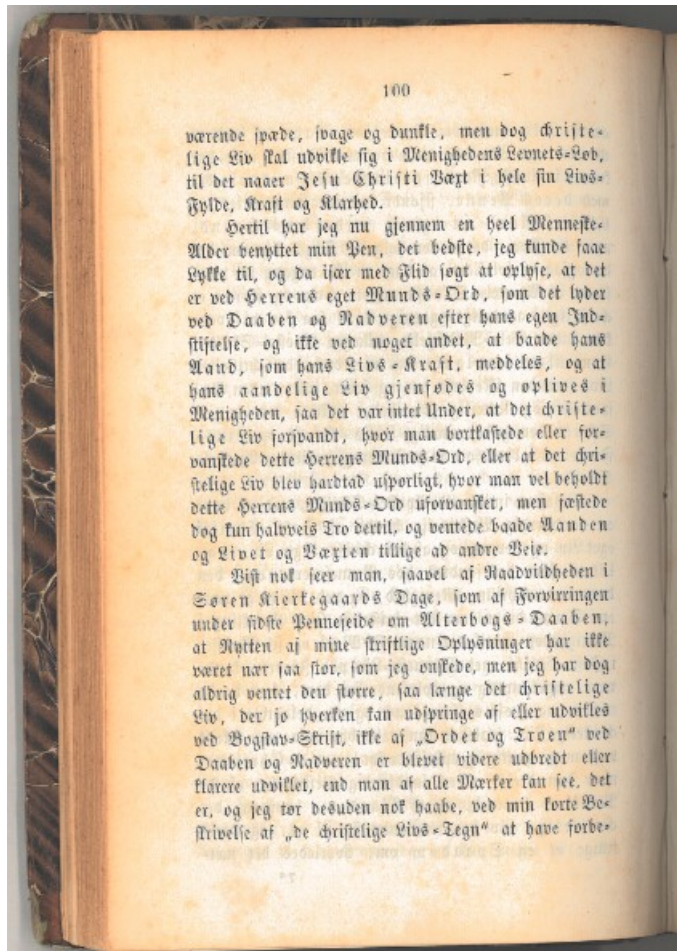 100
værende spæde, svage og dunkle, men dog christe-
lige Liv skal udvikle sig i Menighedens Levnets-Løb,
til det naaer Jesu Christi Væxt i hele sin Livs-
Fylde, Kraft og Klarhed.
Hertil har jeg nu gjennem en heel Menneske-
Alder benyttet min Pen, det bedste, jeg kunde faae
Lykke til, og da især med Flid søgt at oplyse, at det
er ved Herrens eget Munds-Ord, som det lyder
ved Daaben og Nadveren efter hans egen Ind-
stiftelse, og ikke ved noget andet, at baade hans
Aand, som hans Livs-Kraft, meddeles, og at
hans aandelige Liv gjenfødes og oplives i
Menigheden, saa det var intet Under, at det christe-
lige Liv forsvandt, hvor man bortkastede eller for-
vanskede dette Herrens Munds-Ord, eller at det chri-
stelige Liv blev hardtad usporligt, hvor man vel beholdt
dette Herrens Munds-Ord uforvansket, men fæstede
dog kun halvveis Tro dertil, og ventede baade Aanden
og Livet og Væxten tillige ad andre Veie.
Vist nok seer man, saavel af Raadvildheden i
Søren Kierkegaards Dage, som af Forvirringen
under sidste Pennefeide om Alterbogs-Daaben,
at Nytten af mine skriftlige Oplysninger har ikke
været nær saa stor, som jeg ønskede, men jeg har dog
aldrig ventet den større, saa længe det christelige
Liv, der jo hverken kan udspringe af eller udvikles
ved Bogstav-Skrift, ikke af „Ordet og Troen“ ved
Daaben og Nadveren er blevet videre udbredt eller
klarere udviklet, end man af alle Mærker kan see, det
er, og jeg tør desuden nok haabe, ved min korte Be-
skrivelse af „de christelige Livs-Tegn“ at have forbe-